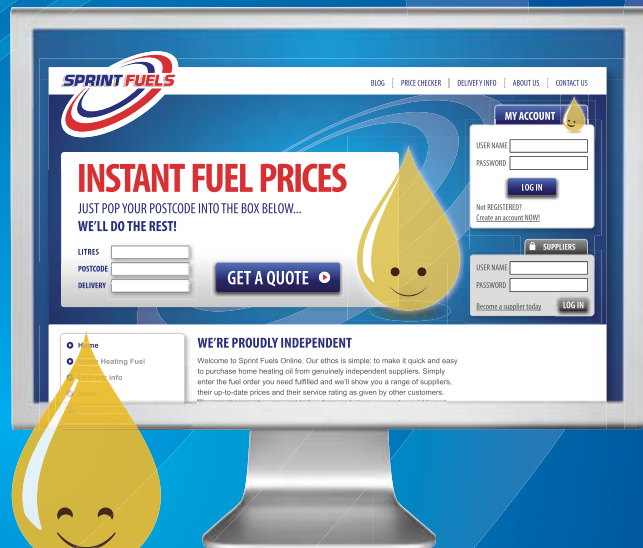 SPRINT FUELS
BLOG | PRICE CHECKER | DELIVEFY INFO | ABOUT US | CONTACT US
MY ACCOUNT
USER NAME
PASSWORD
LOG IN
Not REGISTERED?
Create an account NOW!
INSTANT FUEL PRICES
JUST POP YOUR POSTCODE INTO THE BOX BELOW...
WE'LL DO THE REST!
LITRES
POSTCODE
DELIVERY
GET A QUOTE
SUPPLIERS
USER NAME
PASSWORD
Become a supplier today
LOG IN
Home
Heating Fuel
info
WE'RE PROUDLY INDEPENDENT
Welcome to Sprint Fuels Online. Our ethos is simple: to make it quick and easy
to purchase home heating oil from genuinely independent suppliers. Simply
enter the fuel order you need fulfilled and we'll show you a range of suppliers,
their up-to-date prices and their service rating as given by other customers.